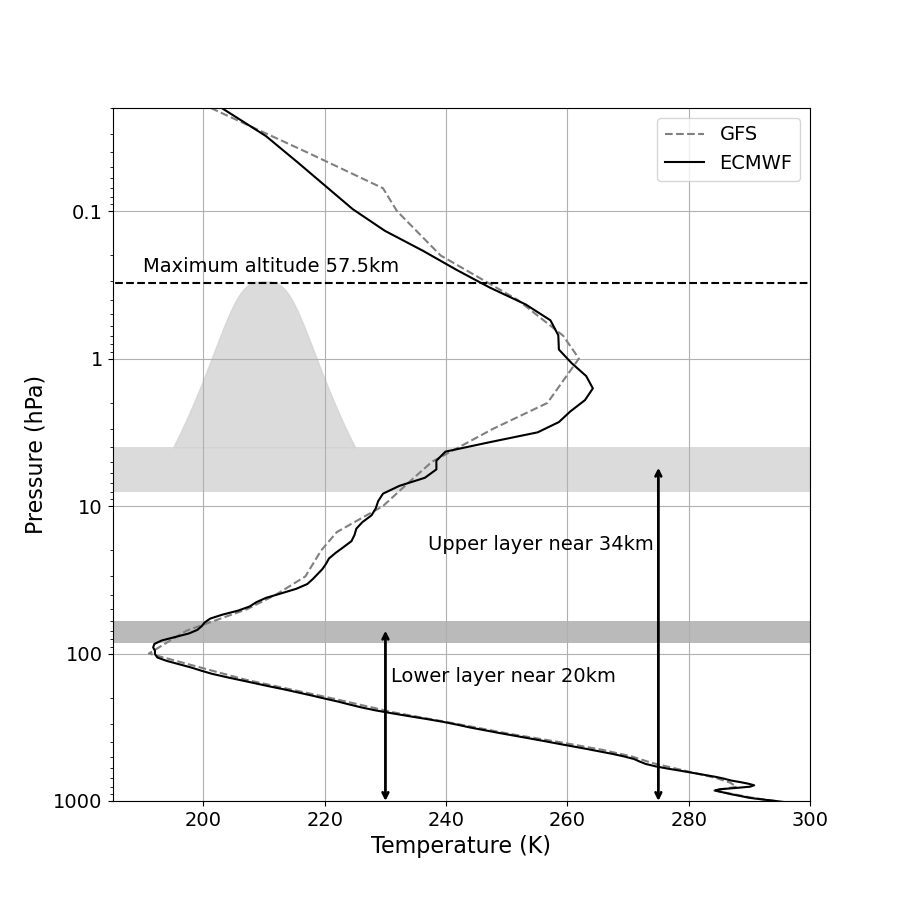 GFS
ECMWF
0.1
Maximum altitude 57.5km
1
10
Upper layer near 34km
100
Lower layer near 20km
1000
200
220
240
260
280
300
Temperature (K)
Pressure (hPa)